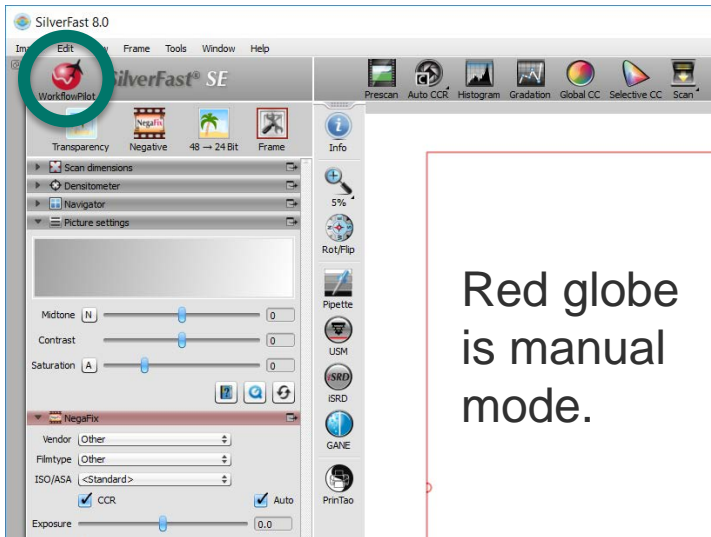 SilverFast 8.0
Edit Frame Tools Window Help
SilverFast® SE
WorkflowPilot
Prescan Auto CCR Histogram Gradation Global CC Selective CC Scan
NegaFix
Transparency Negative 48 → 24 Bit Frame
Info
Scan dimensions
Densitometer
Navigator
5%
Picture settings
Rot/Flip
Pipette
Midtone N 0
Contrast 0
Saturation A 0
USM
iSRD
iSRD
NegaFix
Vendor Other
GANE
Filmtype Other
ISO/ASA <Standard>
CCR Auto
PrinTao
Exposure 0.0
Red globe
is manual
mode.